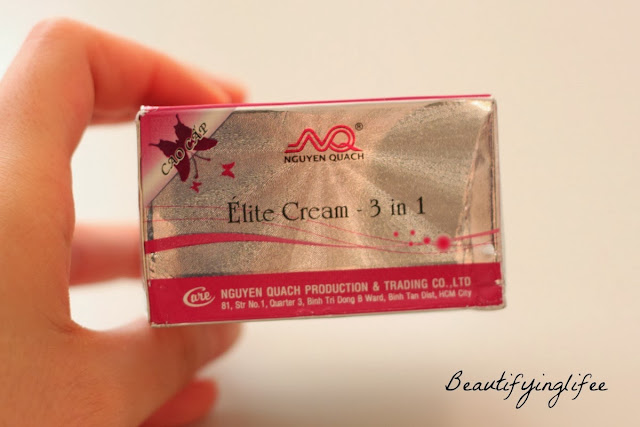 CAO CẤP
NQ®
NGUYEN QUACH
Élite Cream - 3 in 1
Care
NGUYEN QUACH PRODUCTION & TRADING CO.,LTD
81, Str No.1, Quarter 3, Binh Tri Dong B Ward, Binh Tan Dist, HCM City
Beautifyinglifee